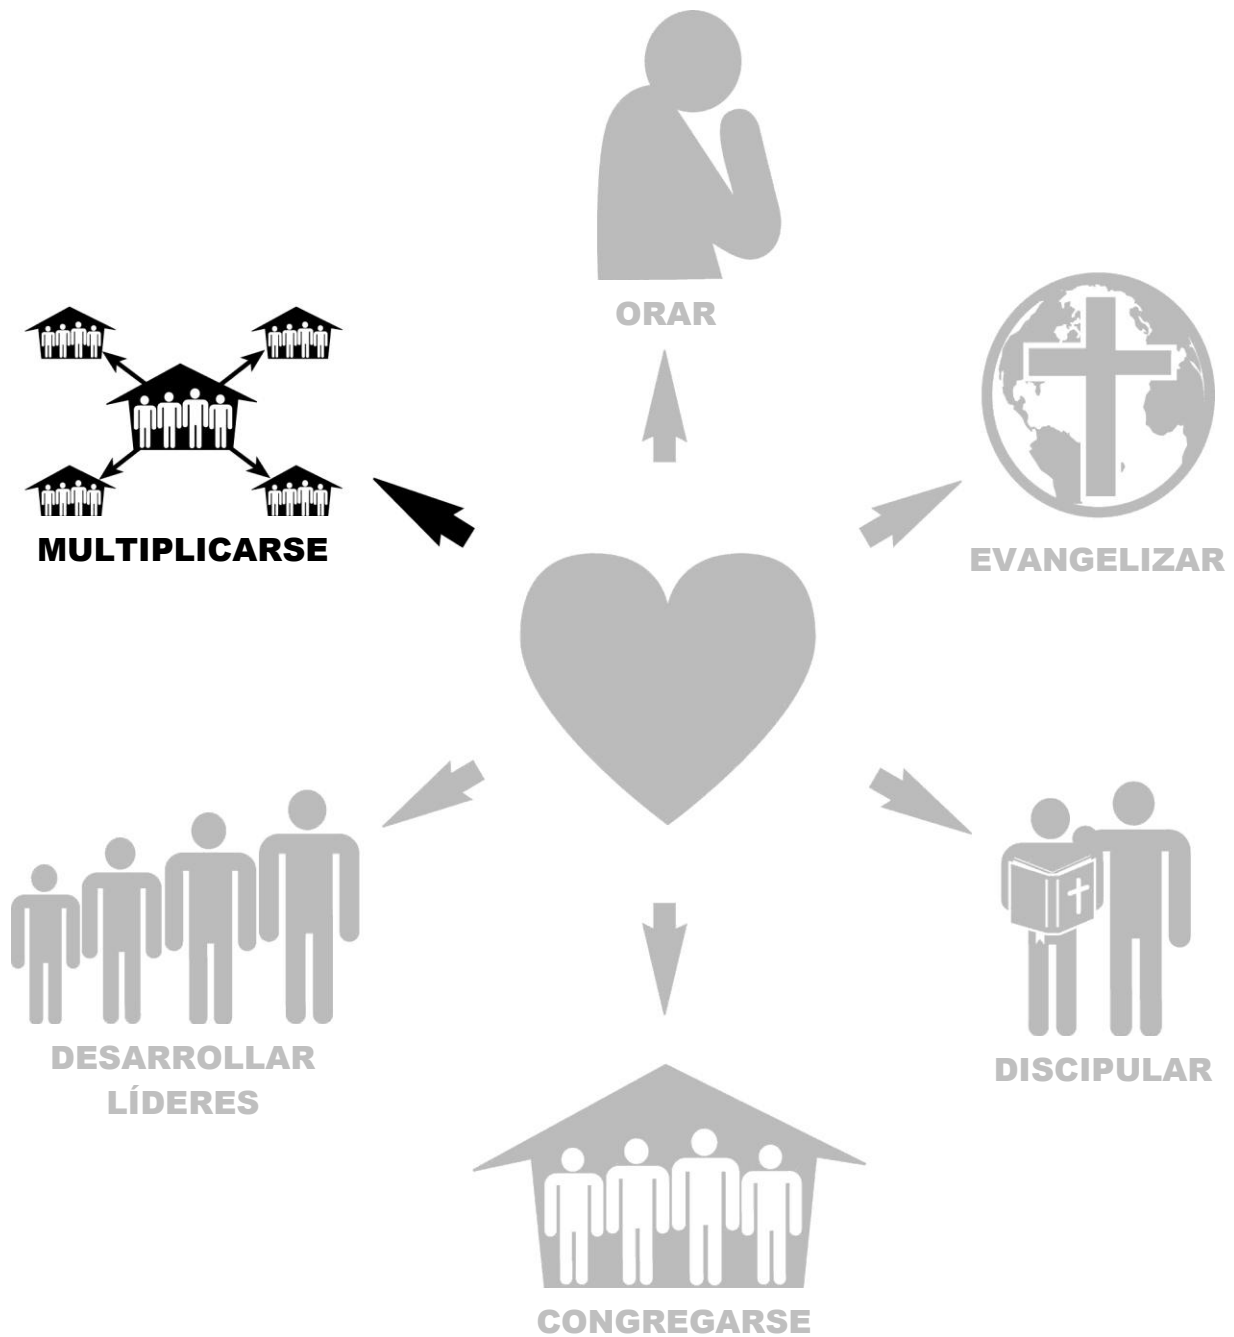 ORAR
EVANGELIZAR
MULTIPLICARSE
DISCIPULAR
DESARROLLAR
LÍDERES
CONGREGARSE